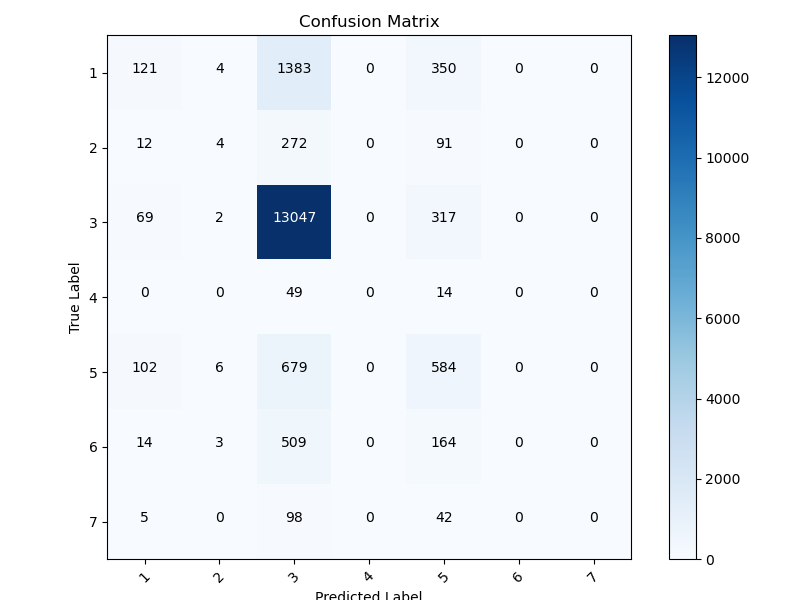 Confusion Matrix
1 121 4 1383 0 350 0 0
2 12 4 272 0 91 0 0
3 69 2 13047 0 317 0 0
4 0 0 49 0 14 0 0
5 102 6 679 0 584 0 0
6 14 3 509 0 164 0 0
7 5 0 98 0 42 0 0
1 2 3 4 5 6 7
True Label
Predicted Label
12000
10000
8000
6000
4000
2000
0